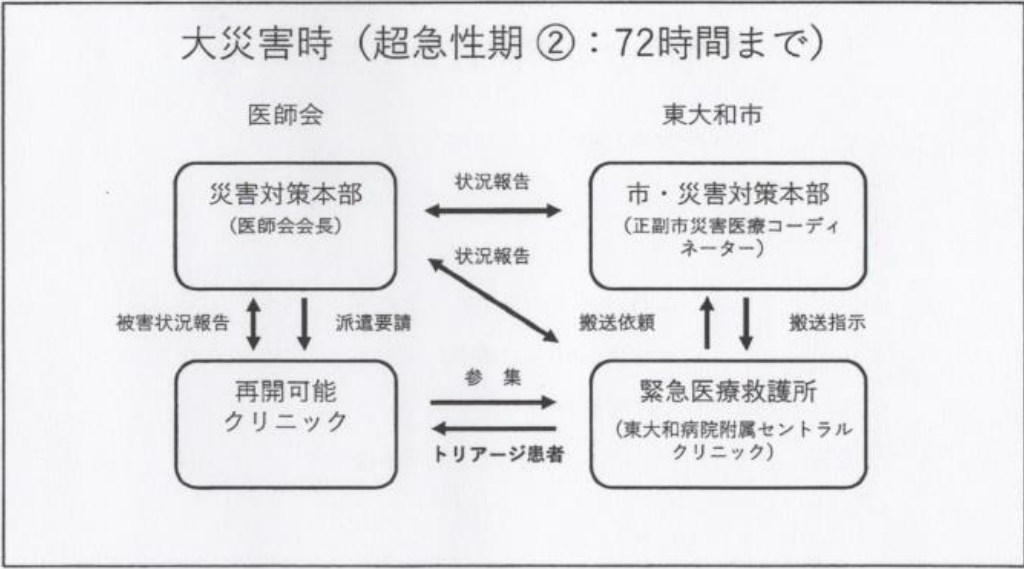 大災害時（超急性期 ②：72時間まで）
医師会
東大和市
災害対策本部
（医師会会長）
状況報告
市・災害対策本部
（正副市災害医療コーディ
ネーター）
状況報告
被害状況報告
派遣要請
搬送依頼
搬送指示
再開可能
クリニック
参　集
トリアージ患者
緊急医療救護所
（東大和病院附属セントラル
クリニック）